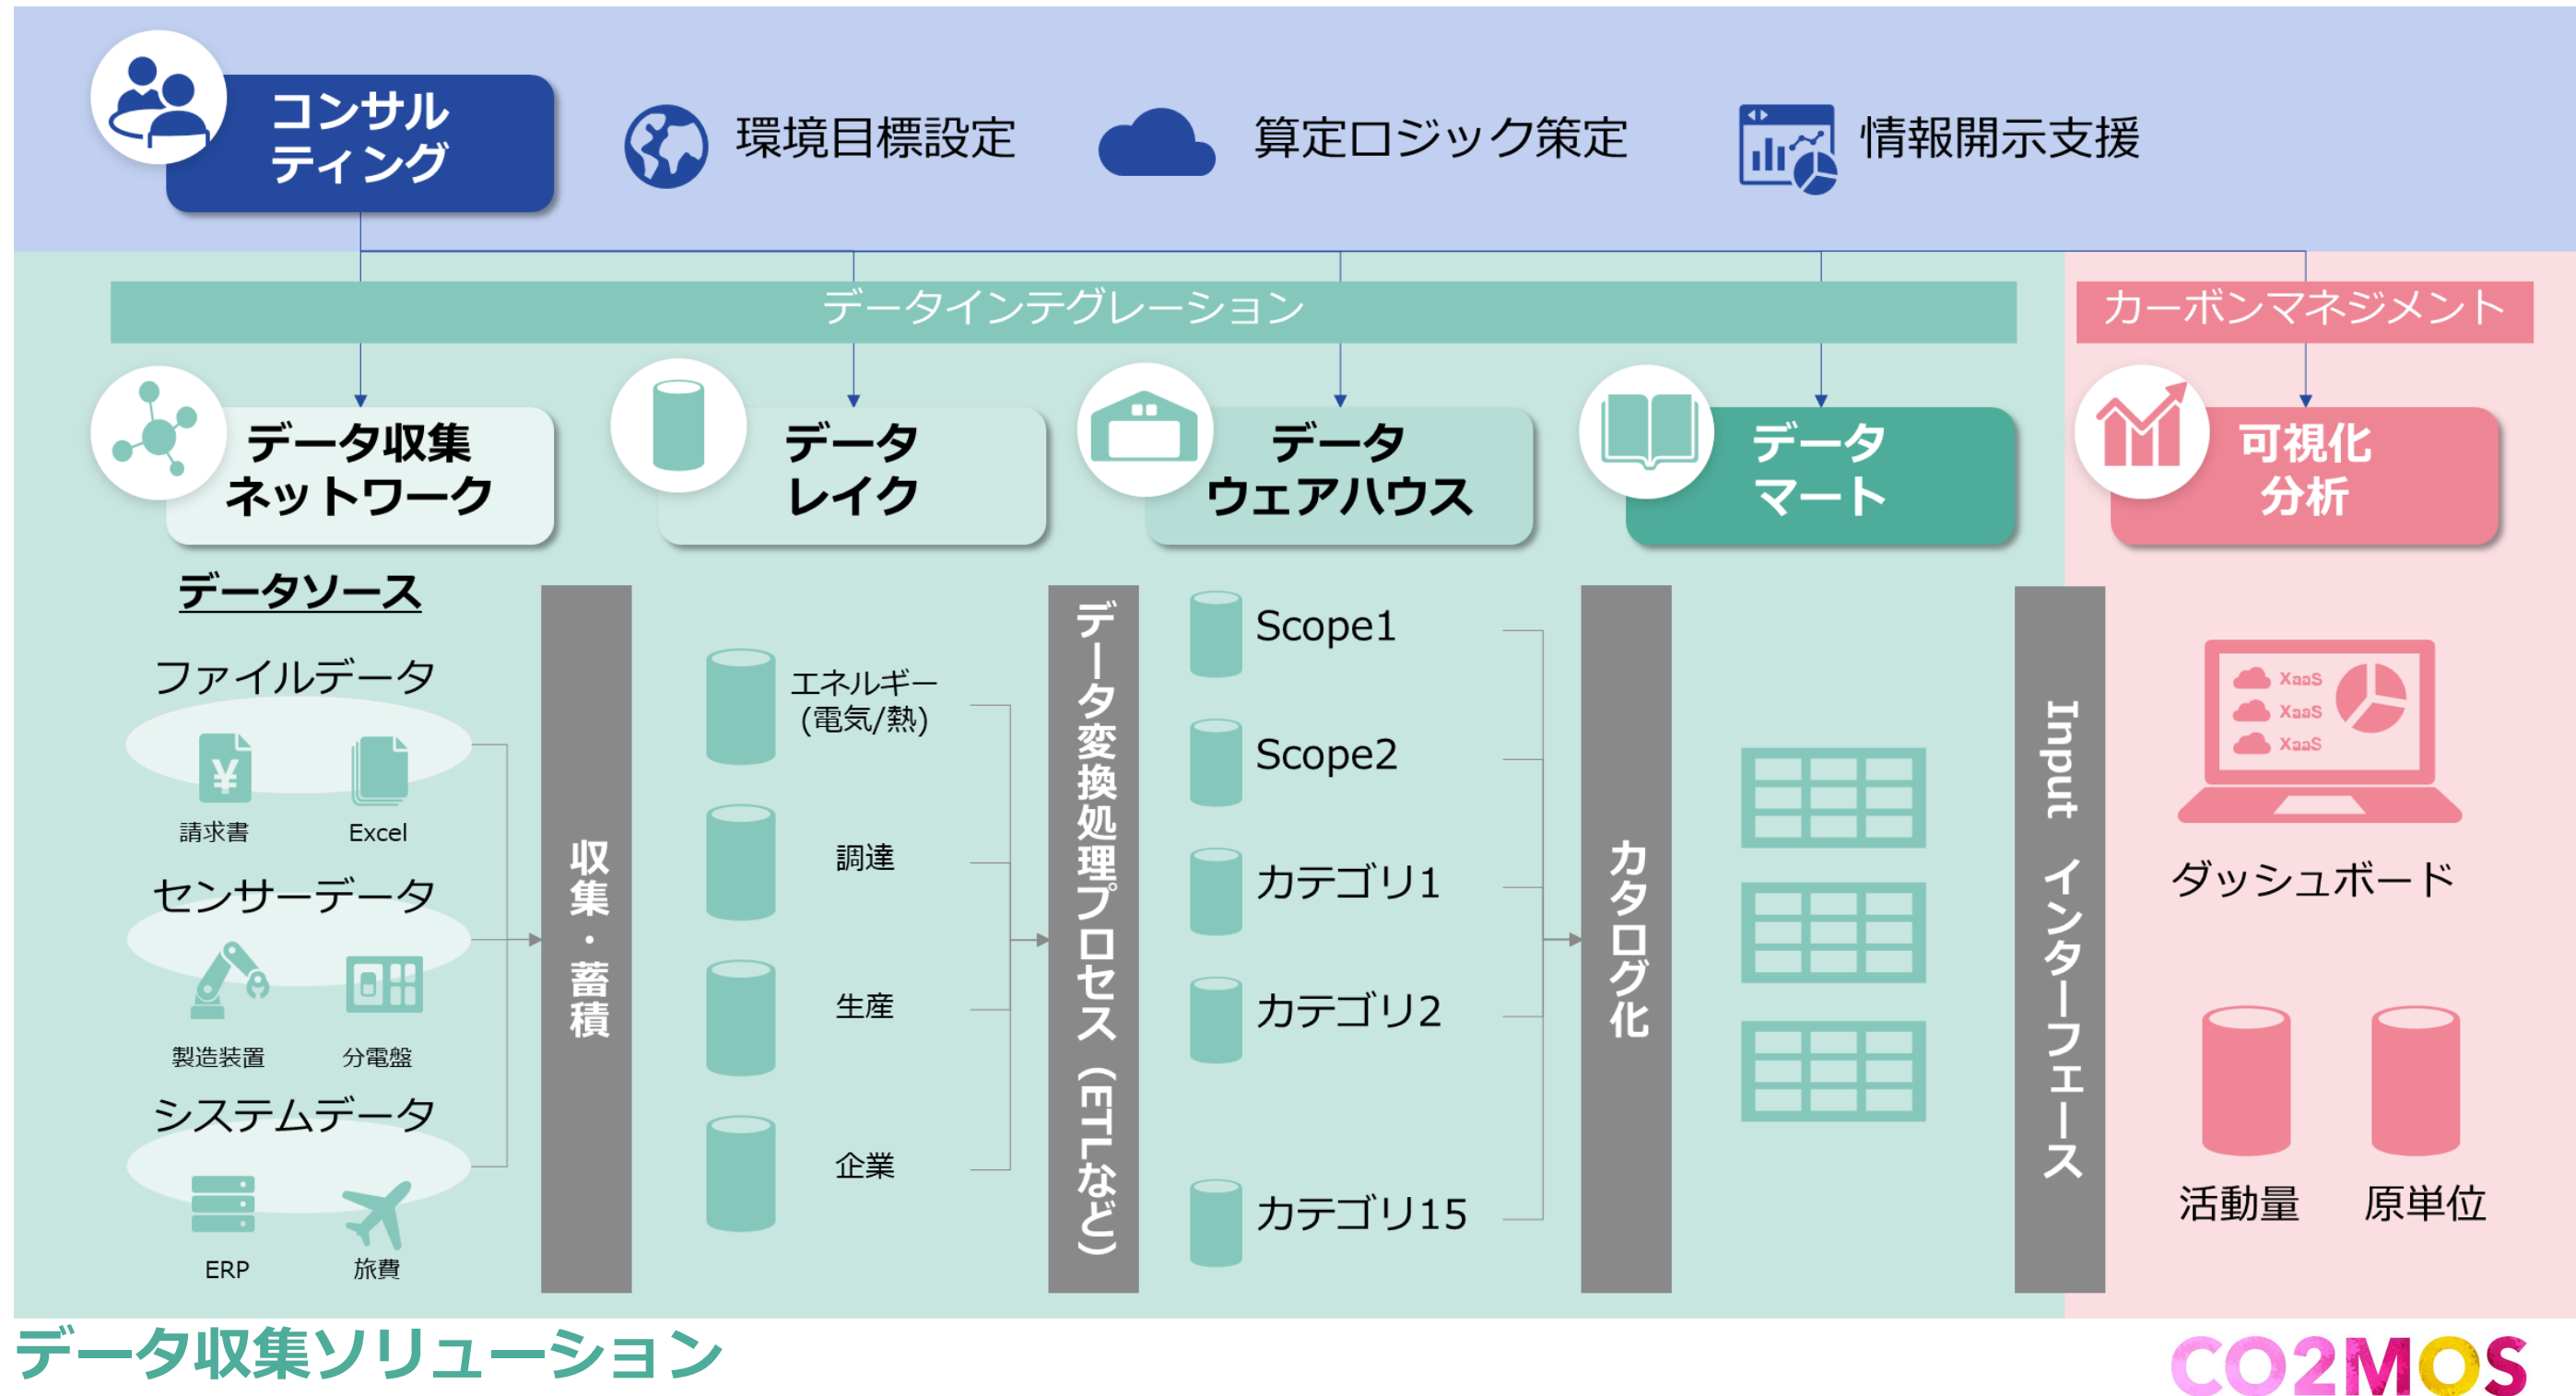 コンサル
ティング
環境目標設定
算定ロジック策定
情報開示支援
データインテグレーション
カーボンマネジメント
データ収集
ネットワーク
データ
レイク
データ
ウェアハウス
データ
マート
可視化
分析
データソース
ファイルデータ
¥
請求書
Excel
センサーデータ
製造装置
分電盤
システムデータ
ERP
旅費
収集・蓄積
エネルギー
(電気/熱)
調達
生産
企業
データ変換処理プロセス（ETLなど）
Scope1
Scope2
カテゴリ1
カテゴリ2
カテゴリ15
カタログ化
Input インターフェース
XaaS
XaaS
XaaS
ダッシュボード
活動量
原単位
データ収集ソリューション
CO2MOS